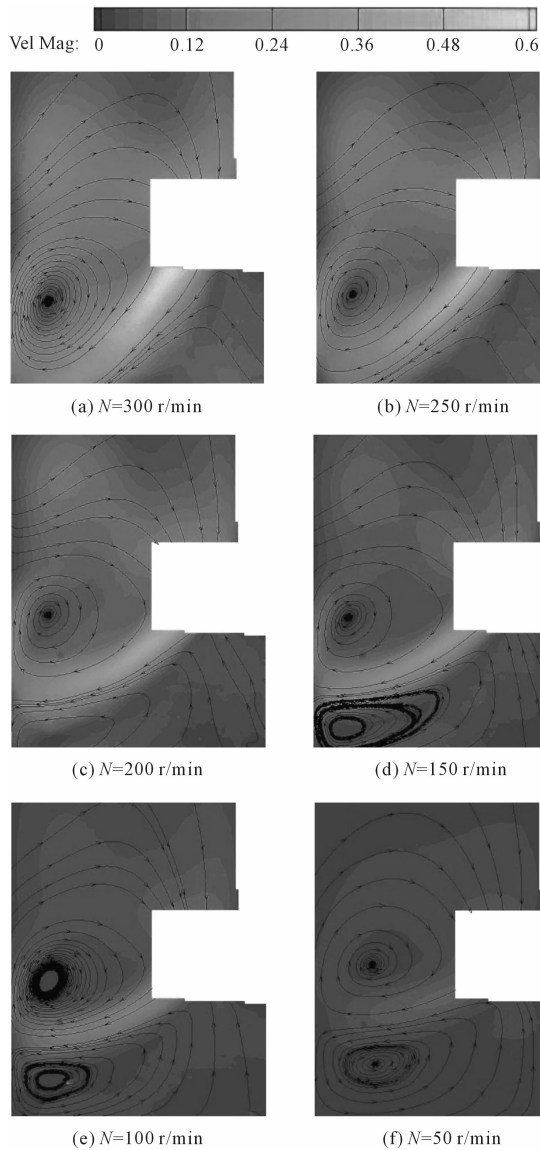 Vel Mag: 0 0.12 0.24 0.36 0.48 0.6
(a) N=300 r/min (b) N=250 r/min
(c) N=200 r/min (d) N=150 r/min
(e) N=100 r/min (f) N=50 r/min